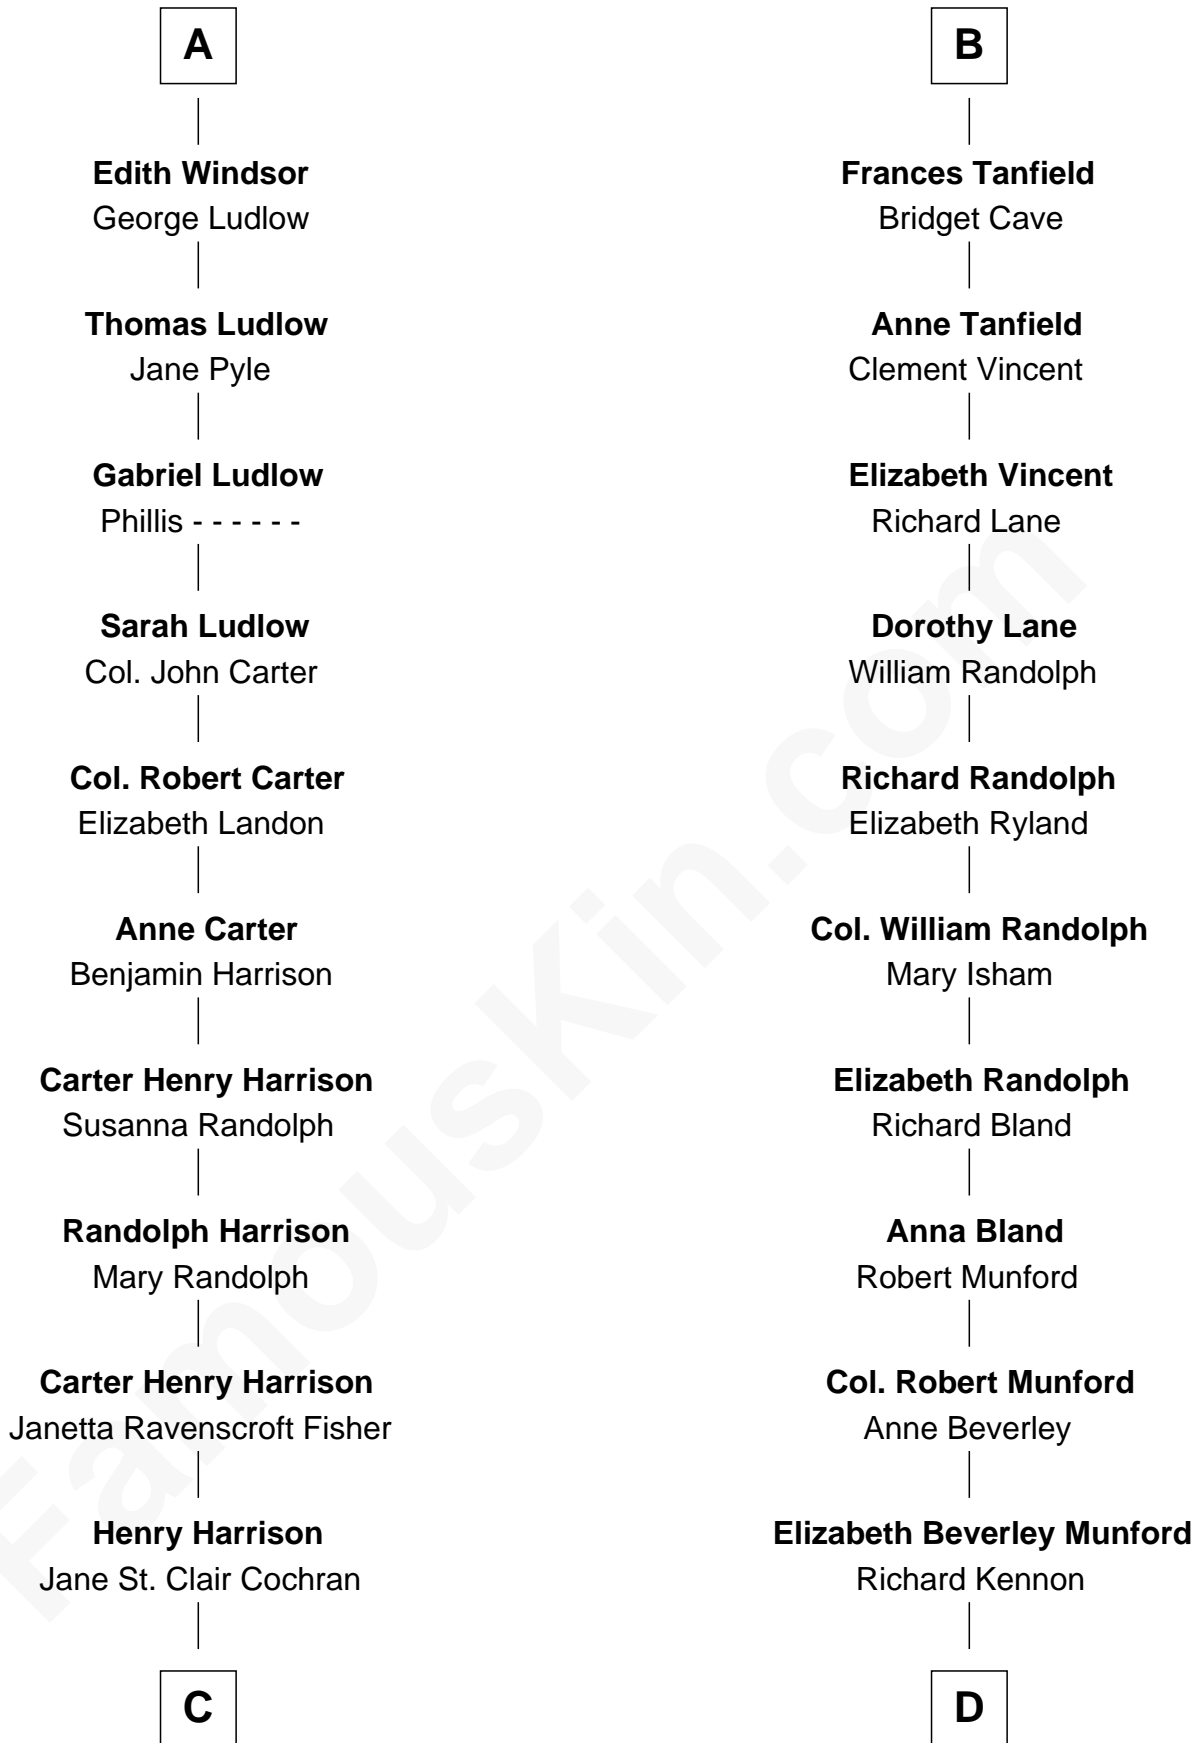 A
Edith Windsor
George Ludlow
Thomas Ludlow
Jane Pyle
Gabriel Ludlow
Phillis - - - - - -
Sarah Ludlow
Col. John Carter
Col. Robert Carter
Elizabeth Landon
Anne Carter
Benjamin Harrison
Carter Henry Harrison
Susanna Randolph
Randolph Harrison
Mary Randolph
Carter Henry Harrison
Janetta Ravenscroft Fisher
Henry Harrison
Jane St. Clair Cochran
C
B
Frances Tanfield
Bridget Cave
Anne Tanfield
Clement Vincent
Elizabeth Vincent
Richard Lane
Dorothy Lane
William Randolph
Richard Randolph
Elizabeth Ryland
Col. William Randolph
Mary Isham
Elizabeth Randolph
Richard Bland
Anna Bland
Robert Munford
Col. Robert Munford
Anne Beverley
Elizabeth Beverley Munford
Richard Kennon
D
FamousKin.com